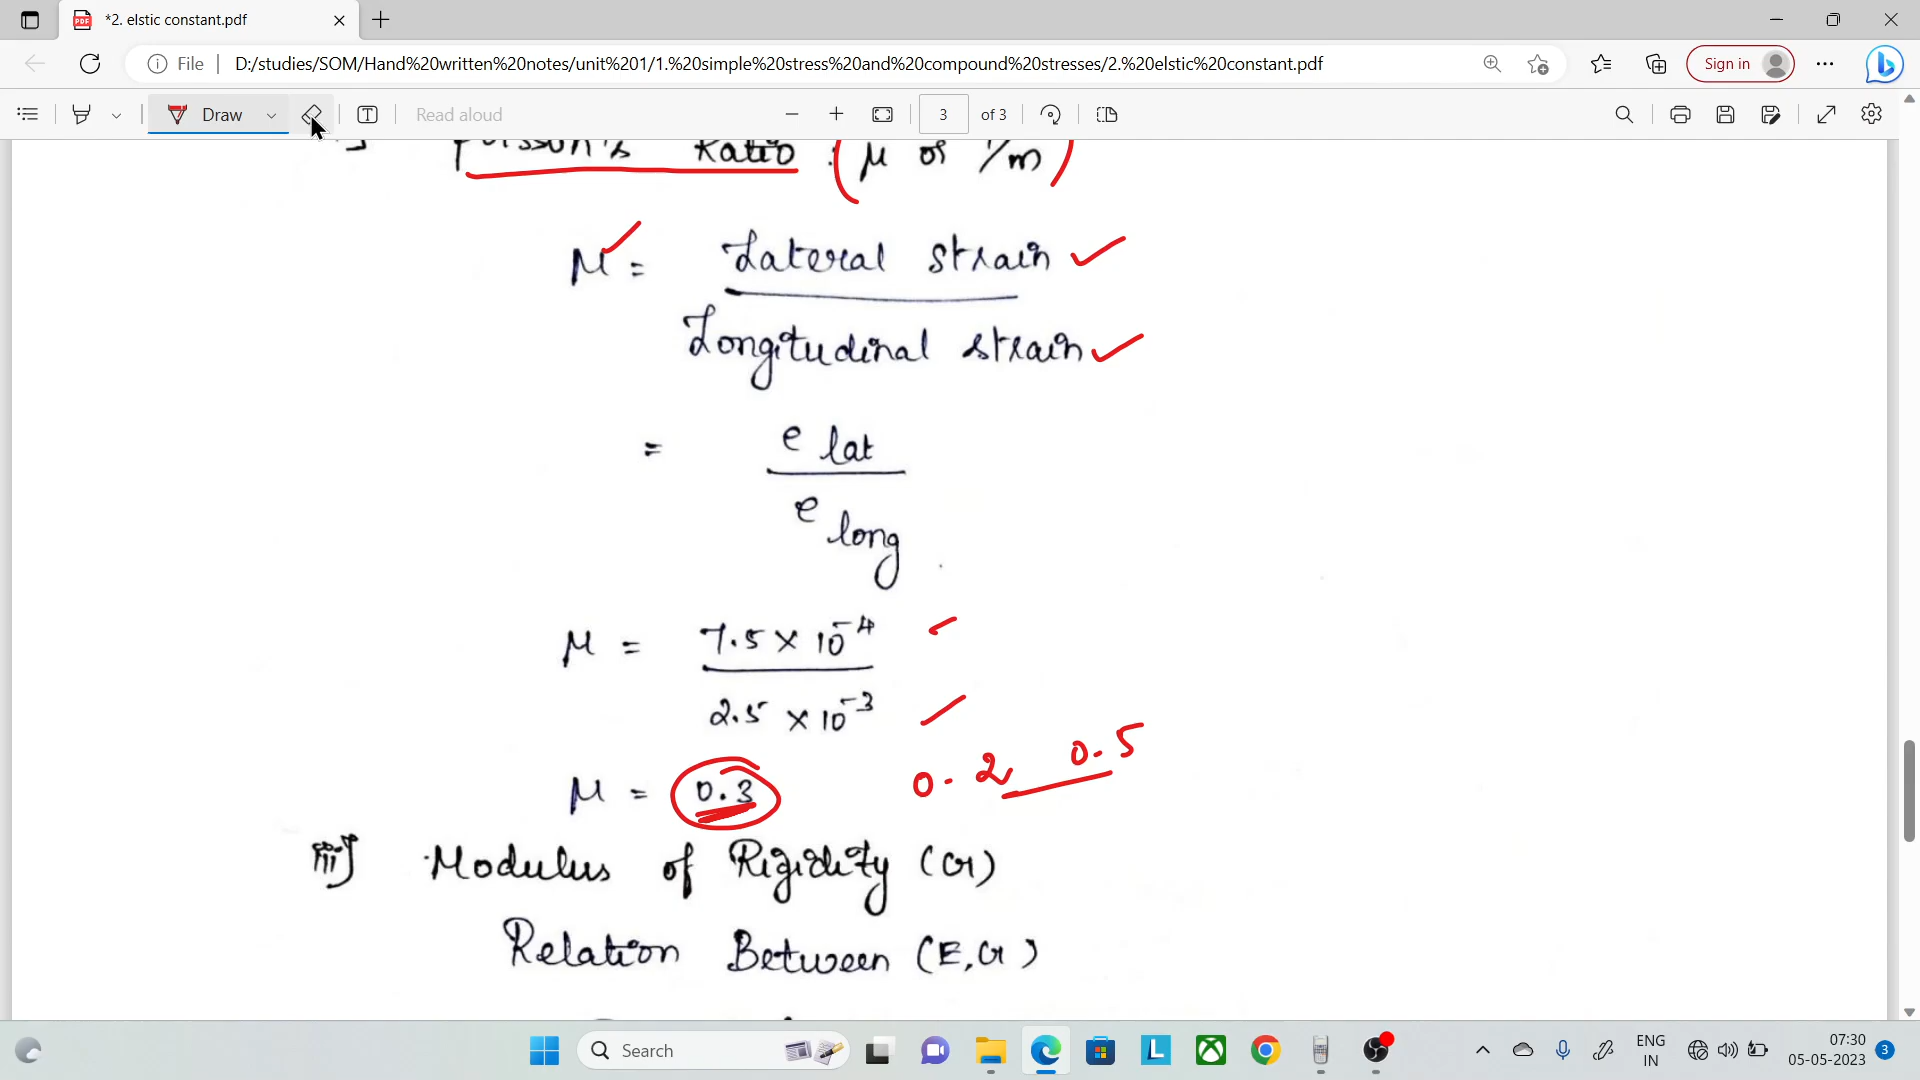 *2. elstic constant.pdf
File
D:/studies/SOM/Hand%20written%20notes/unit%201/1.%20simple%20stress%20and%20compound%20stresses/2.%20elstic%20constant.pdf
Sign in
Draw
Read aloud
3 of 3
Poisson's Ratio : (μ or 1/m)
μ = Lateral strain
Longitudinal strain
= e lat
e long
μ = 7.5 × 10⁻⁴
2.5 × 10⁻³
0.2 0.5
μ = 0.3
iii] Modulus of Rigidity (G)
Relation Between (E,G)
Search
ENG
IN
07:30
05-05-2023
3